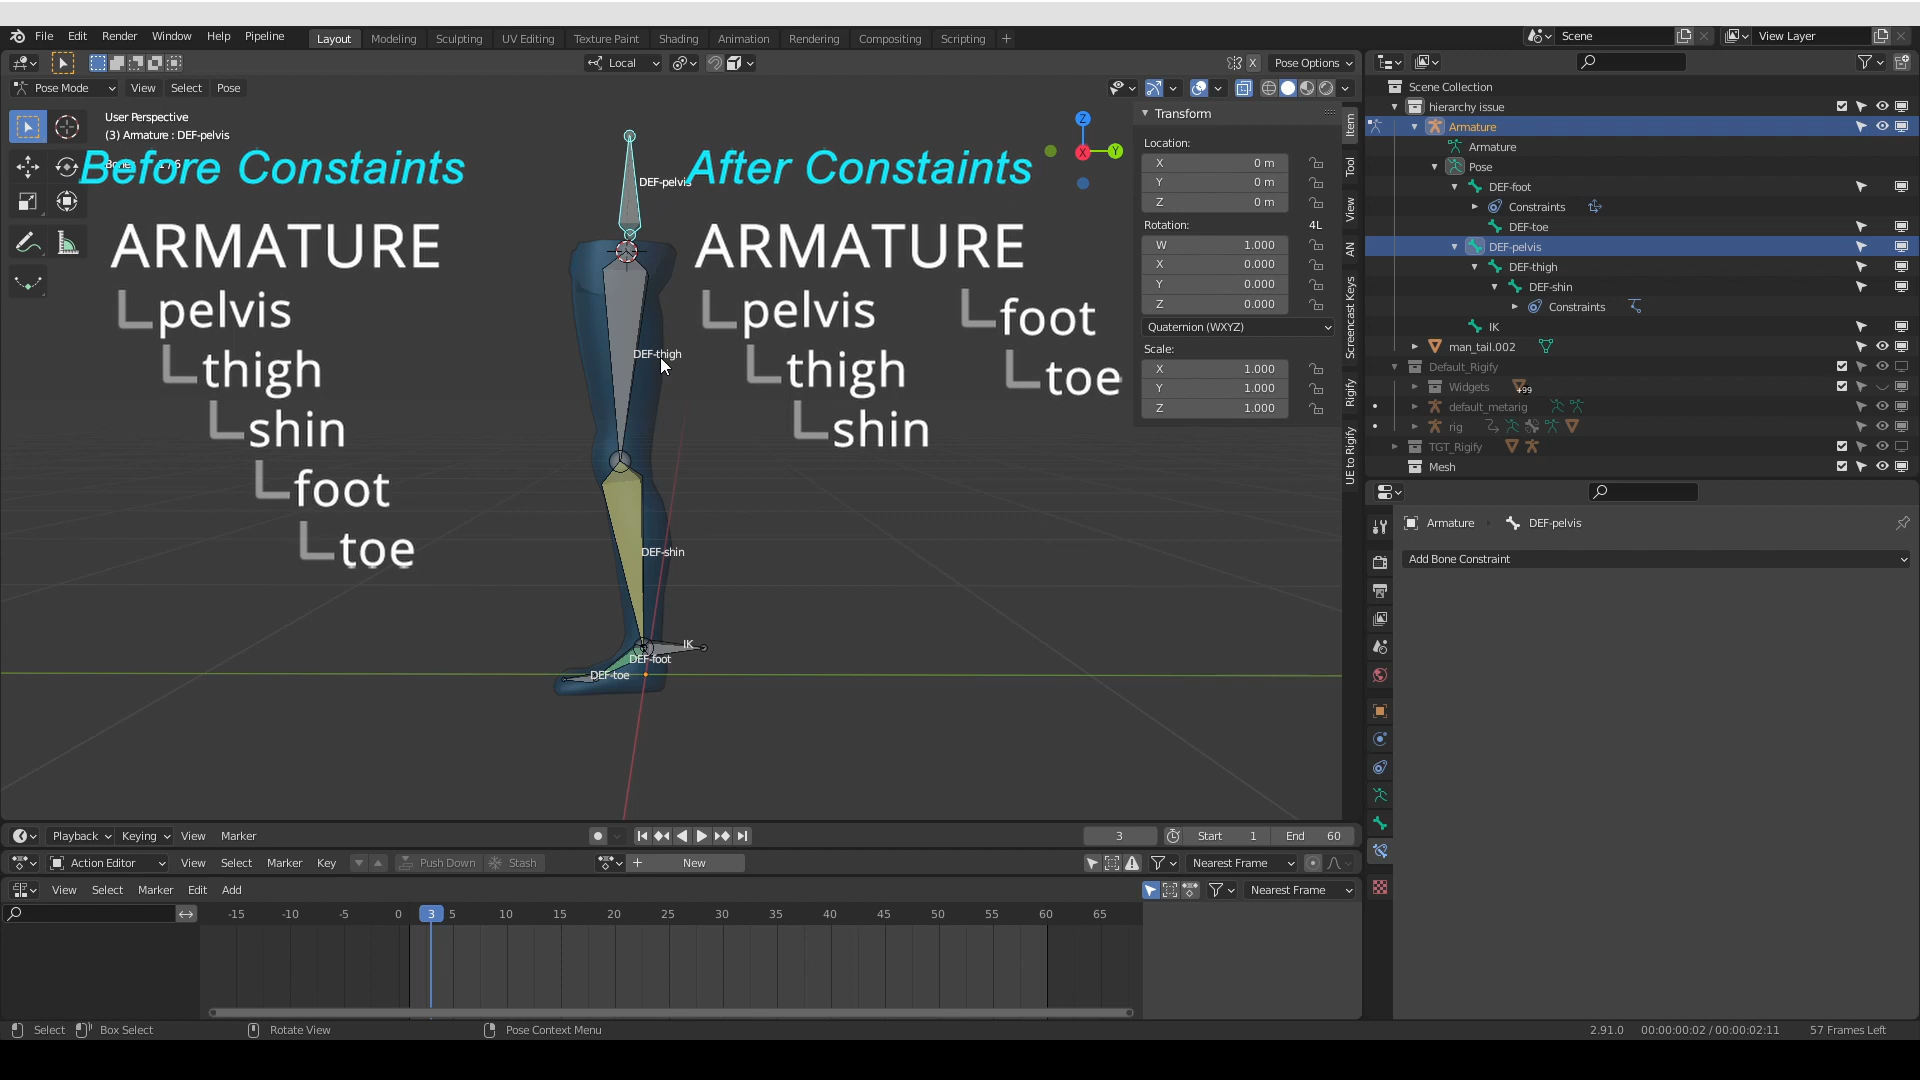 File Edit Render Window Help Pipeline Layout Modeling Sculpting UV Editing Texture Paint Shading Animation Rendering Compositing Scripting + Scene View Layer
Local X Pose Options
Pose Mode View Select Pose
User Perspective
(3) Armature : DEF-pelvis
Before Constaints
After Constaints
ARMATURE
pelvis
thigh
shin
foot
toe
ARMATURE
pelvis
thigh
shin
foot
toe
DEF-pelvis
DEF-thigh
DEF-shin
IK
DEF-foot
DEF-toe
Z
Y
X
Transform
Location:
X 0 m
Y 0 m
Z 0 m
Rotation: 4L
W 1.000
X 0.000
Y 0.000
Z 0.000
Quaternion (WXYZ)
Scale:
X 1.000
Y 1.000
Z 1.000
Item
Tool
View
AN
Screencast Keys
Rigify
UE to Rigify
Scene Collection
hierarchy issue
Armature
Armature
Pose
DEF-foot
Constraints
DEF-toe
DEF-pelvis
DEF-thigh
DEF-shin
Constraints
IK
man_tail.002
Default_Rigify
Widgets +99
default_metarig
rig
TGT_Rigify
Mesh
Armature DEF-pelvis
Add Bone Constraint
Playback Keying View Marker 3 Start 1 End 60
Action Editor View Select Marker Key Push Down Stash + New Nearest Frame
View Select Marker Edit Add Nearest Frame
-15 -10 -5 0 3 5 10 15 20 25 30 35 40 45 50 55 60 65
Select Box Select Rotate View Pose Context Menu 2.91.0 00:00:00:02 / 00:00:02:11 57 Frames Left